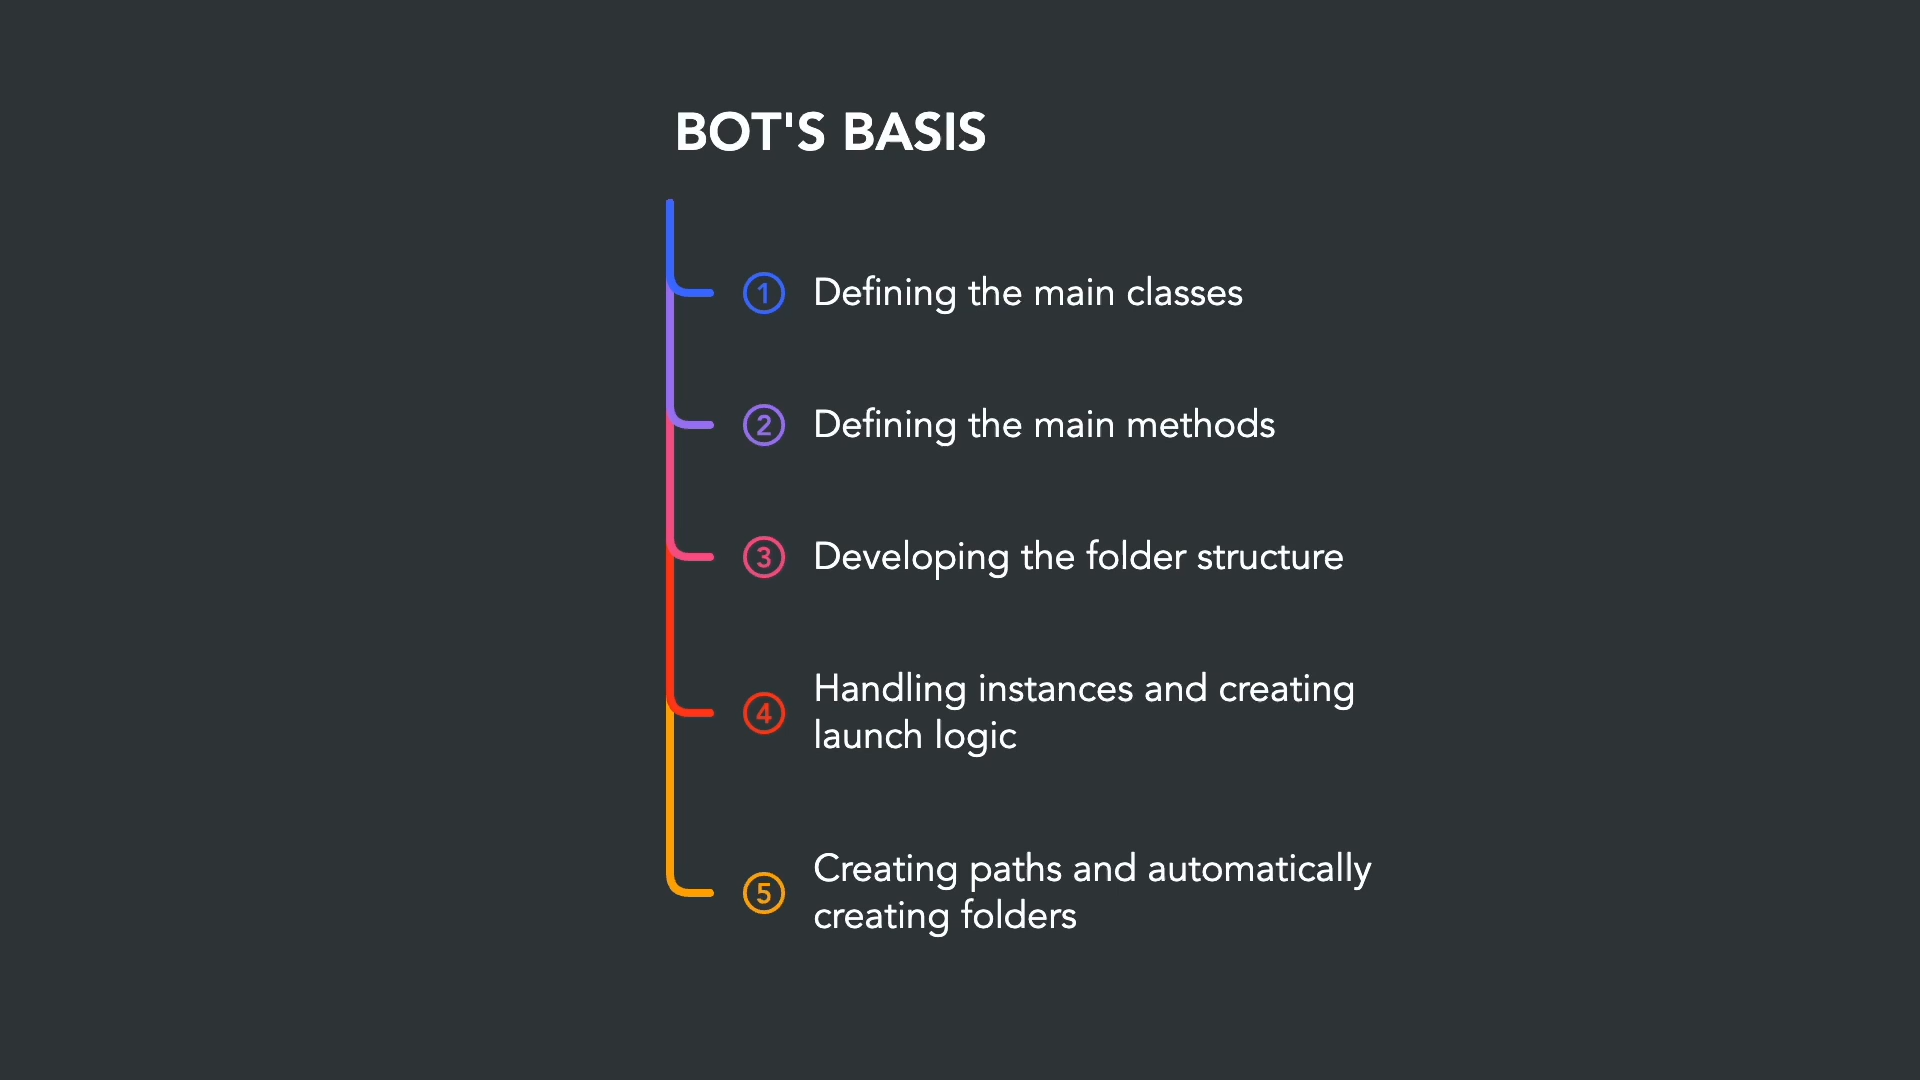 BOT'S BASIS
1 Defining the main classes
2 Defining the main methods
3 Developing the folder structure
4 Handling instances and creating
launch logic
5 Creating paths and automatically
creating folders